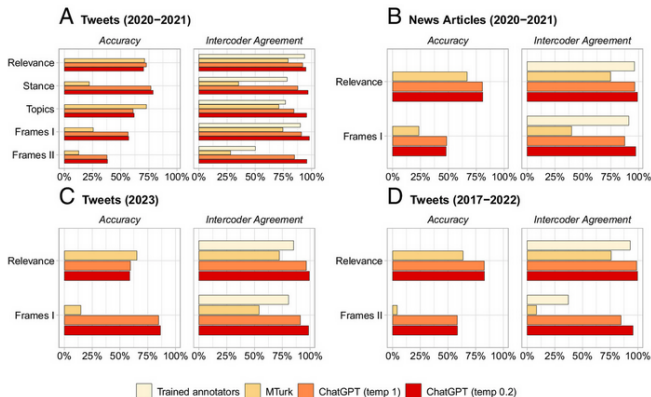 A Tweets (2020−2021)
Accuracy Intercoder Agreement
Relevance
Stance
Topics
Frames I
Frames II
0% 25% 50% 75% 100% 0% 25% 50% 75% 100%
B News Articles (2020−2021)
Accuracy Intercoder Agreement
Relevance
Frames I
0% 25% 50% 75% 100% 0% 25% 50% 75% 100%
C Tweets (2023)
Accuracy Intercoder Agreement
Relevance
Frames I
0% 25% 50% 75% 100% 0% 25% 50% 75% 100%
D Tweets (2017−2022)
Accuracy Intercoder Agreement
Relevance
Frames II
0% 25% 50% 75% 100% 0% 25% 50% 75% 100%
Trained annotators MTurk ChatGPT (temp 1) ChatGPT (temp 0.2)